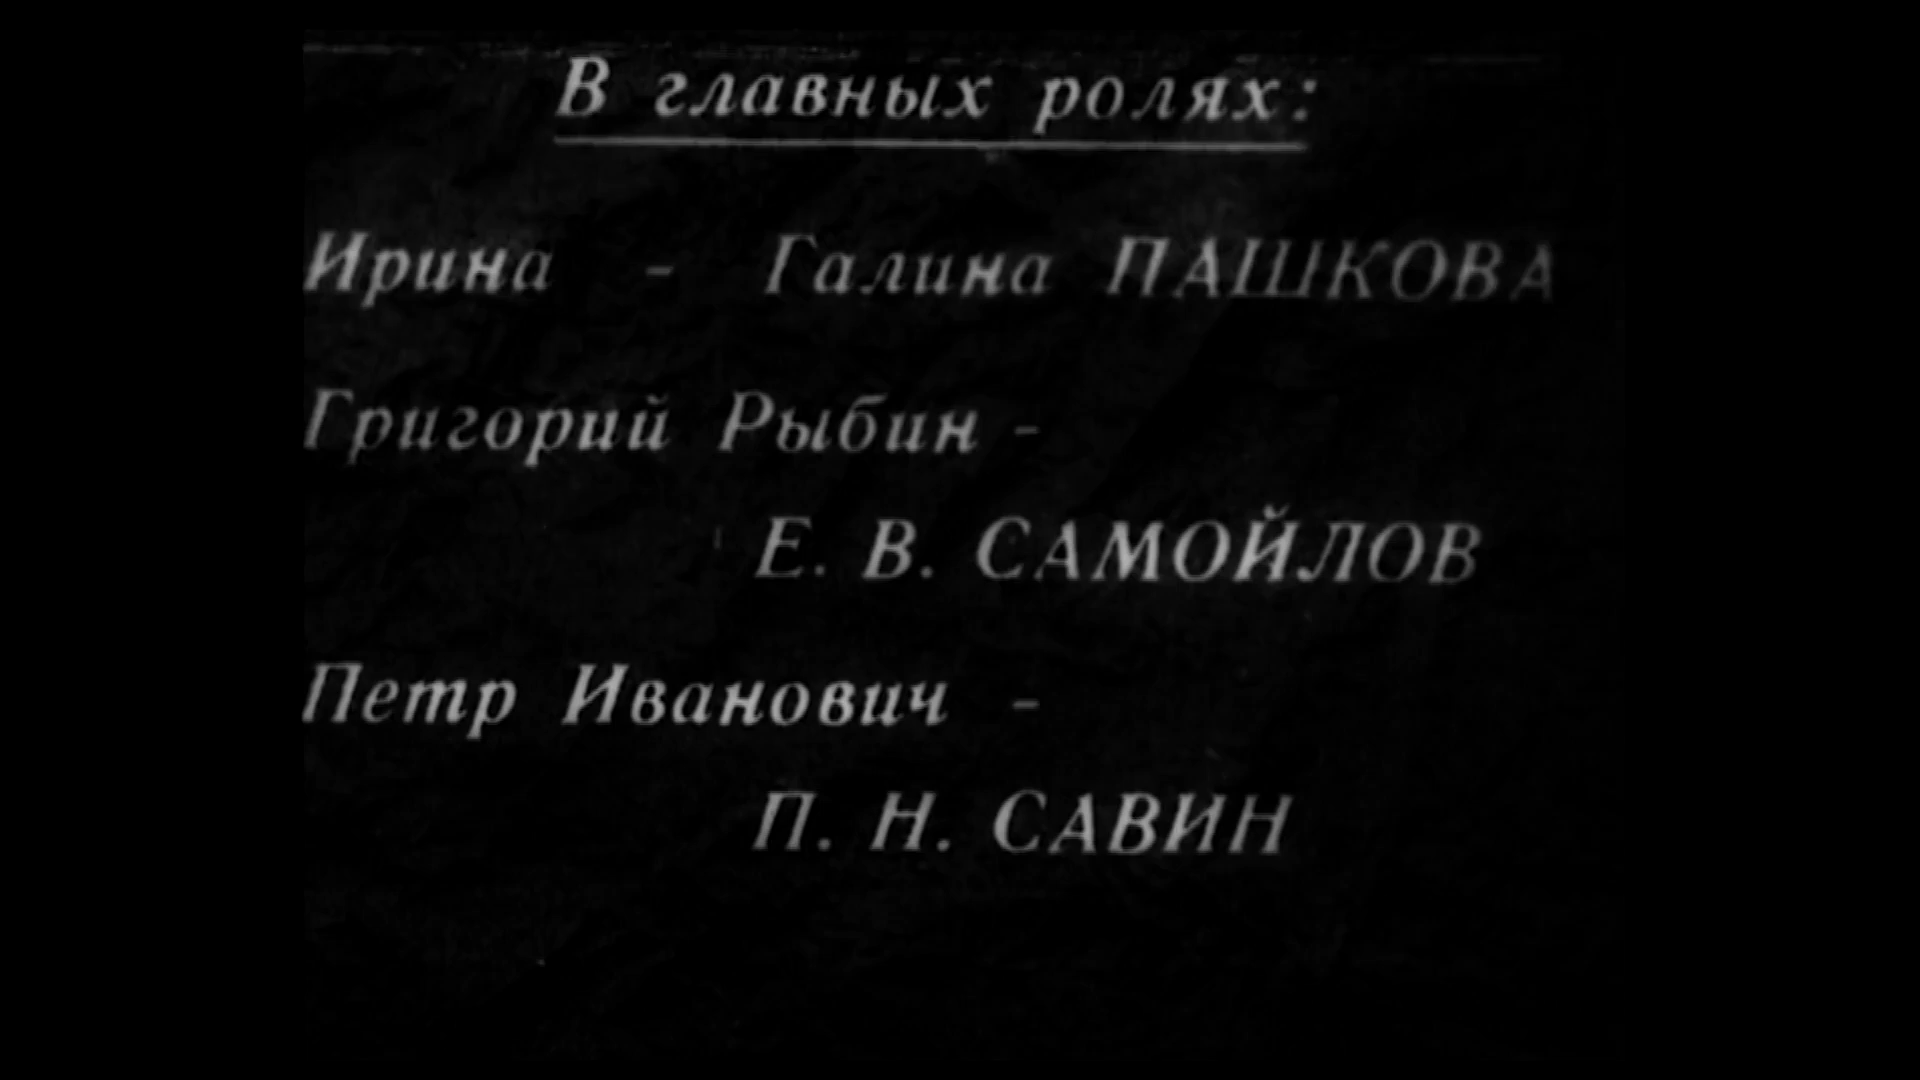 В главных ролях:
Ирина - Галина ПАШКОВА
Григорий Рыбин -
Е. В. САМОЙЛОВ
Петр Иванович -
П. Н. САВИН